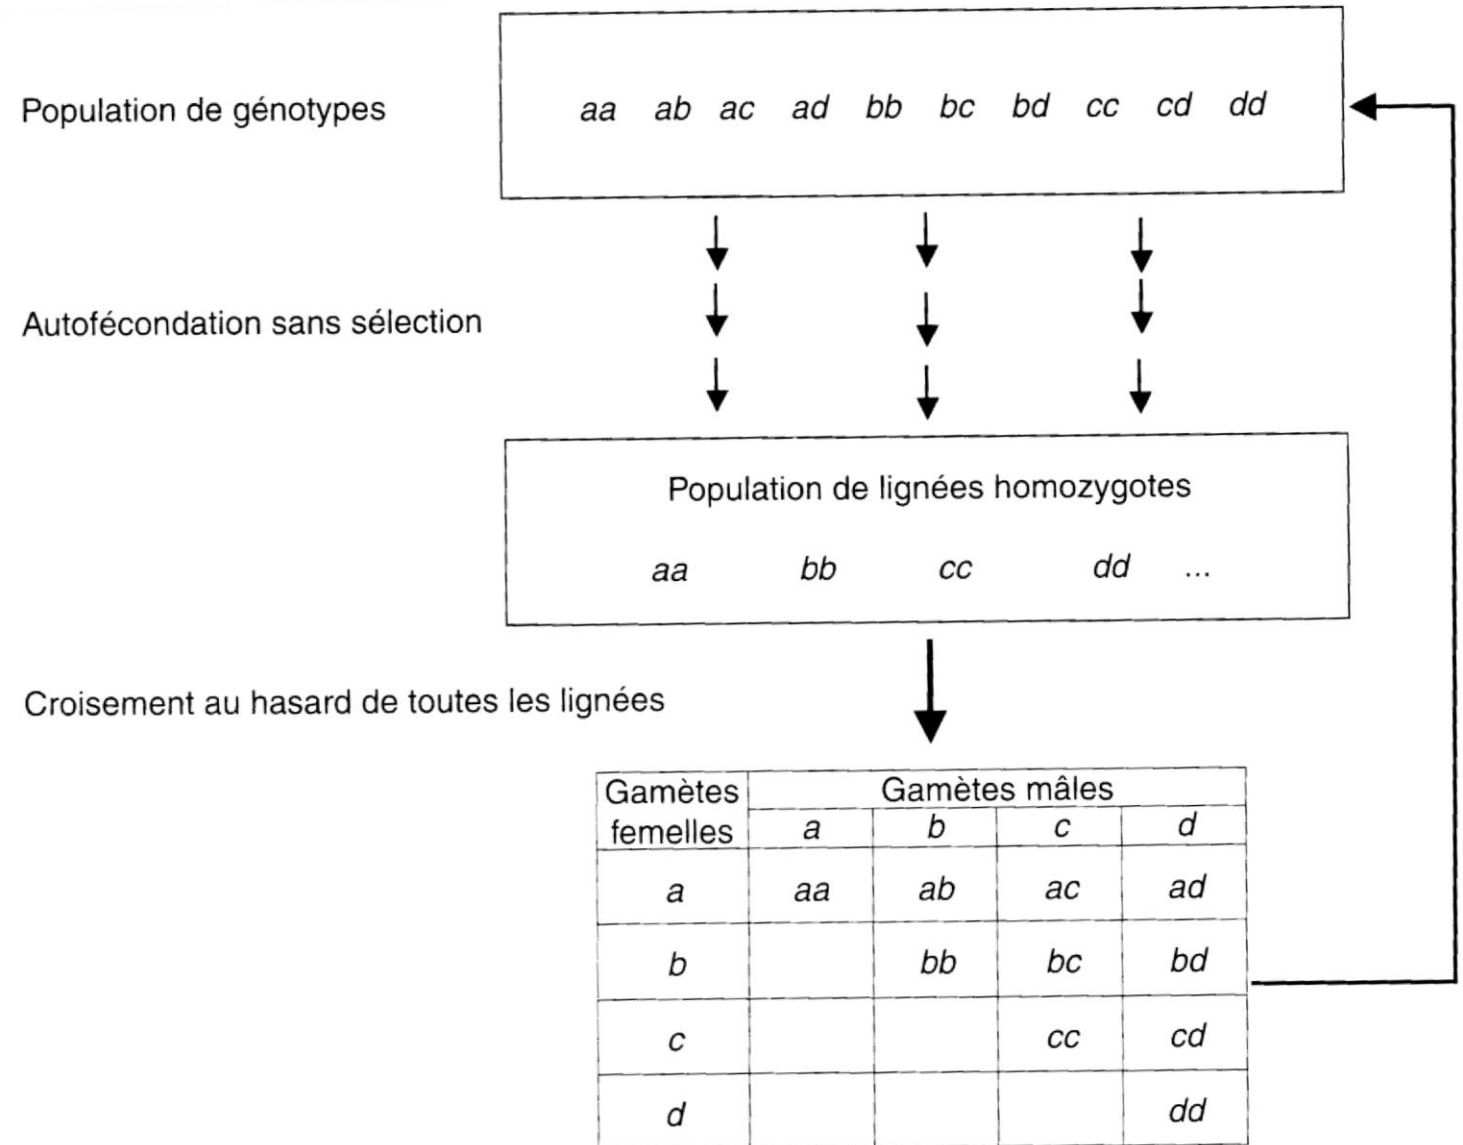 Population de génotypes
aa ab ac ad bb bc bd cc cd dd
Autofécondation sans sélection
Population de lignées homozygotes
aa bb cc dd ...
Croisement au hasard de toutes les lignées
Gamètes femelles
Gamètes mâles
a b c d
a aa ab ac ad
b bb bc bd
c cc cd
d dd